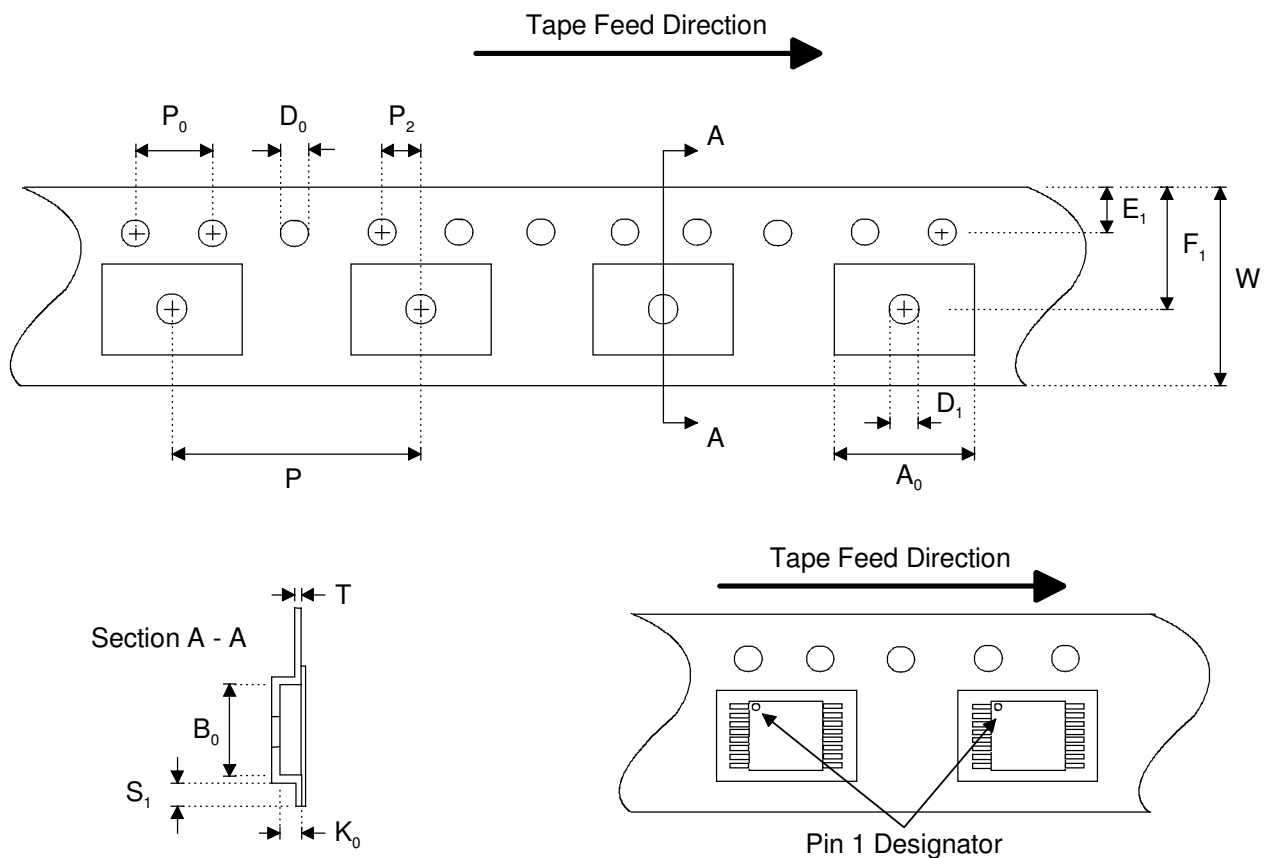 Tape Feed Direction
P₀
D₀
P₂
A
E₁
F₁
W
D₁
A
P
A₀
Tape Feed Direction
T
Section A - A
B₀
S₁
K₀
Pin 1 Designator